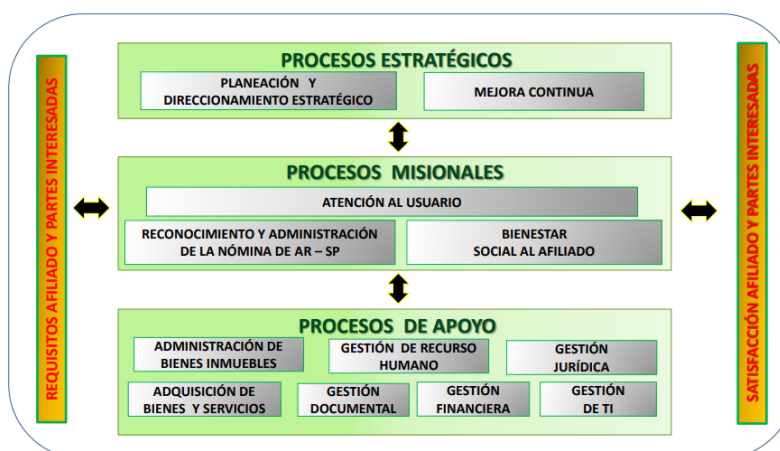 REQUISITOS AFILIADO Y PARTES INTERESADAS
PROCESOS ESTRATÉGICOS
PLANEACIÓN Y
DIRECCIONAMIENTO ESTRATÉGICO
MEJORA CONTINUA
PROCESOS MISIONALES
ATENCIÓN AL USUARIO
RECONOCIMIENTO Y ADMINISTRACIÓN
DE LA NÓMINA DE AR – SP
BIENESTAR
SOCIAL AL AFILIADO
PROCESOS DE APOYO
ADMINISTRACIÓN DE
BIENES INMUEBLES
GESTIÓN DE RECURSO
HUMANO
GESTIÓN
JURÍDICA
ADQUISICIÓN DE
BIENES Y SERVICIOS
GESTIÓN
DOCUMENTAL
GESTIÓN
FINANCIERA
GESTIÓN
DE TI
SATISFACCIÓN AFILIADO Y PARTES INTERESADAS